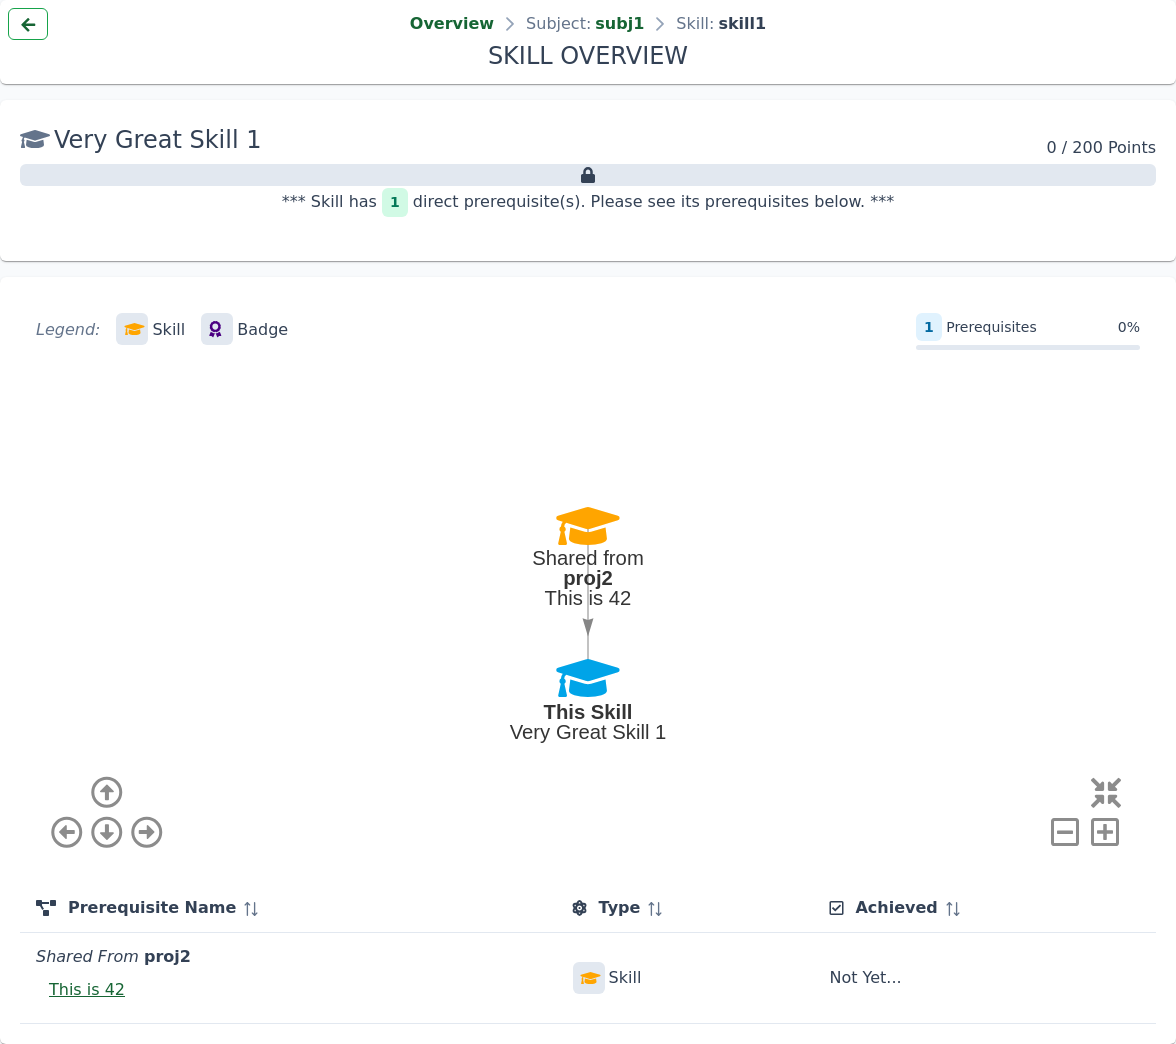 Overview > Subject: subj1 > Skill: skill1
SKILL OVERVIEW
Very Great Skill 1
0 / 200 Points
*** Skill has 1 direct prerequisite(s). Please see its prerequisites below. ***
Legend: Skill Badge
1 Prerequisites 0%
Shared from
proj2
This is 42
This Skill
Very Great Skill 1
Prerequisite Name Type Achieved
Shared From proj2
This is 42
Skill
Not Yet...